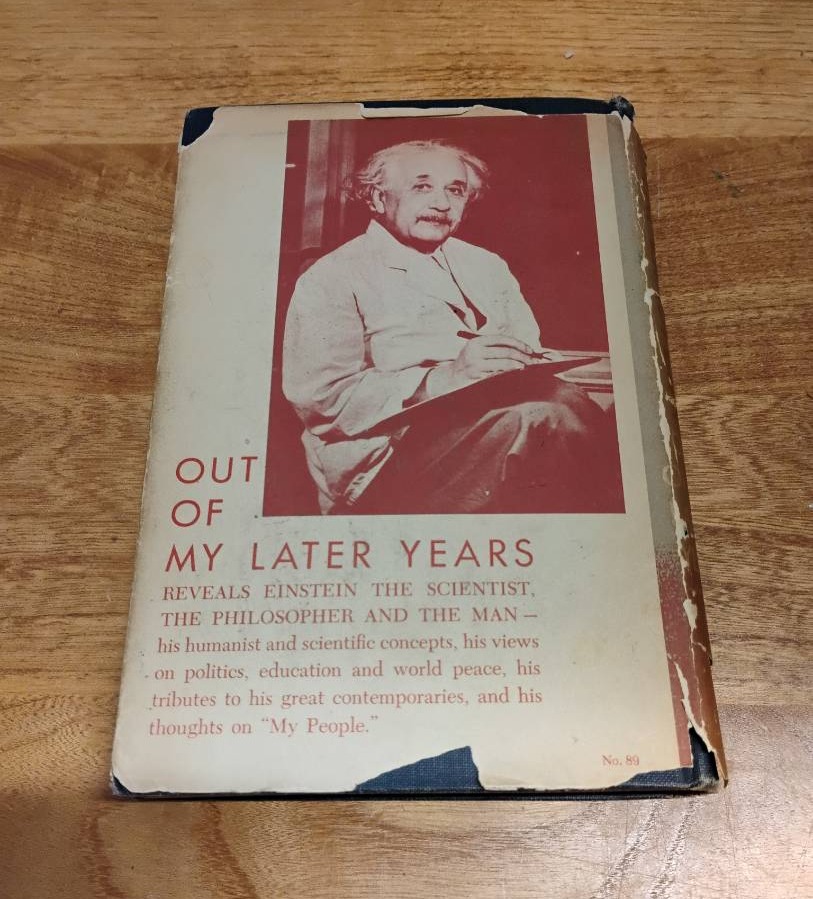 OUT
OF
MY LATER YEARS
REVEALS EINSTEIN THE SCIENTIST,
THE PHILOSOPHER AND THE MAN —
his humanist and scientific concepts, his views
on politics, education and world peace, his
tributes to his great contemporaries, and his
thoughts on "My People."
No. 89